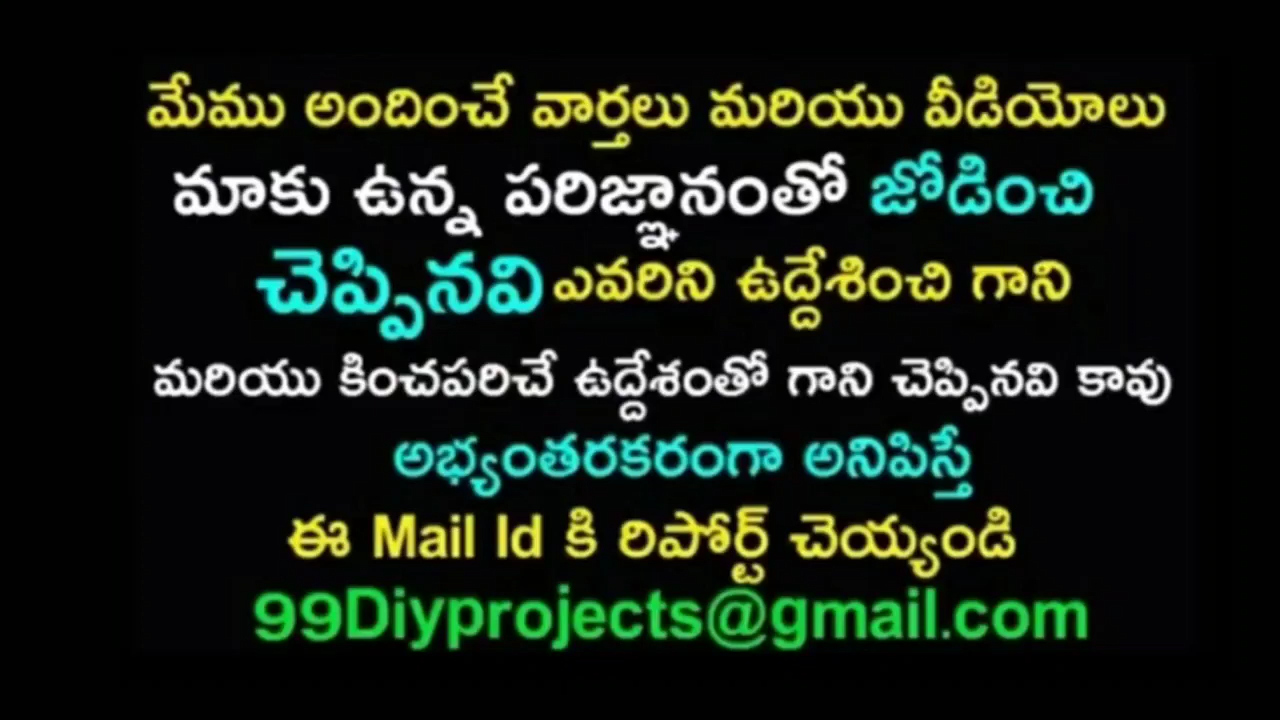 మేము అందించే వార్తలు మరియు వీడియోలు
మాకు ఉన్న పరిజ్ఞానంతో జోడించి
చెప్పినవి ఎవరిని ఉద్దేశించి గాని
మరియు కించపరిచే ఉద్దేశంతో గాని చెప్పినవి కావు
అభ్యంతరకరంగా అనిపిస్తే
ఈ Mail Id కి రిపోర్ట్ చెయ్యండి
99Diyprojects@gmail.com